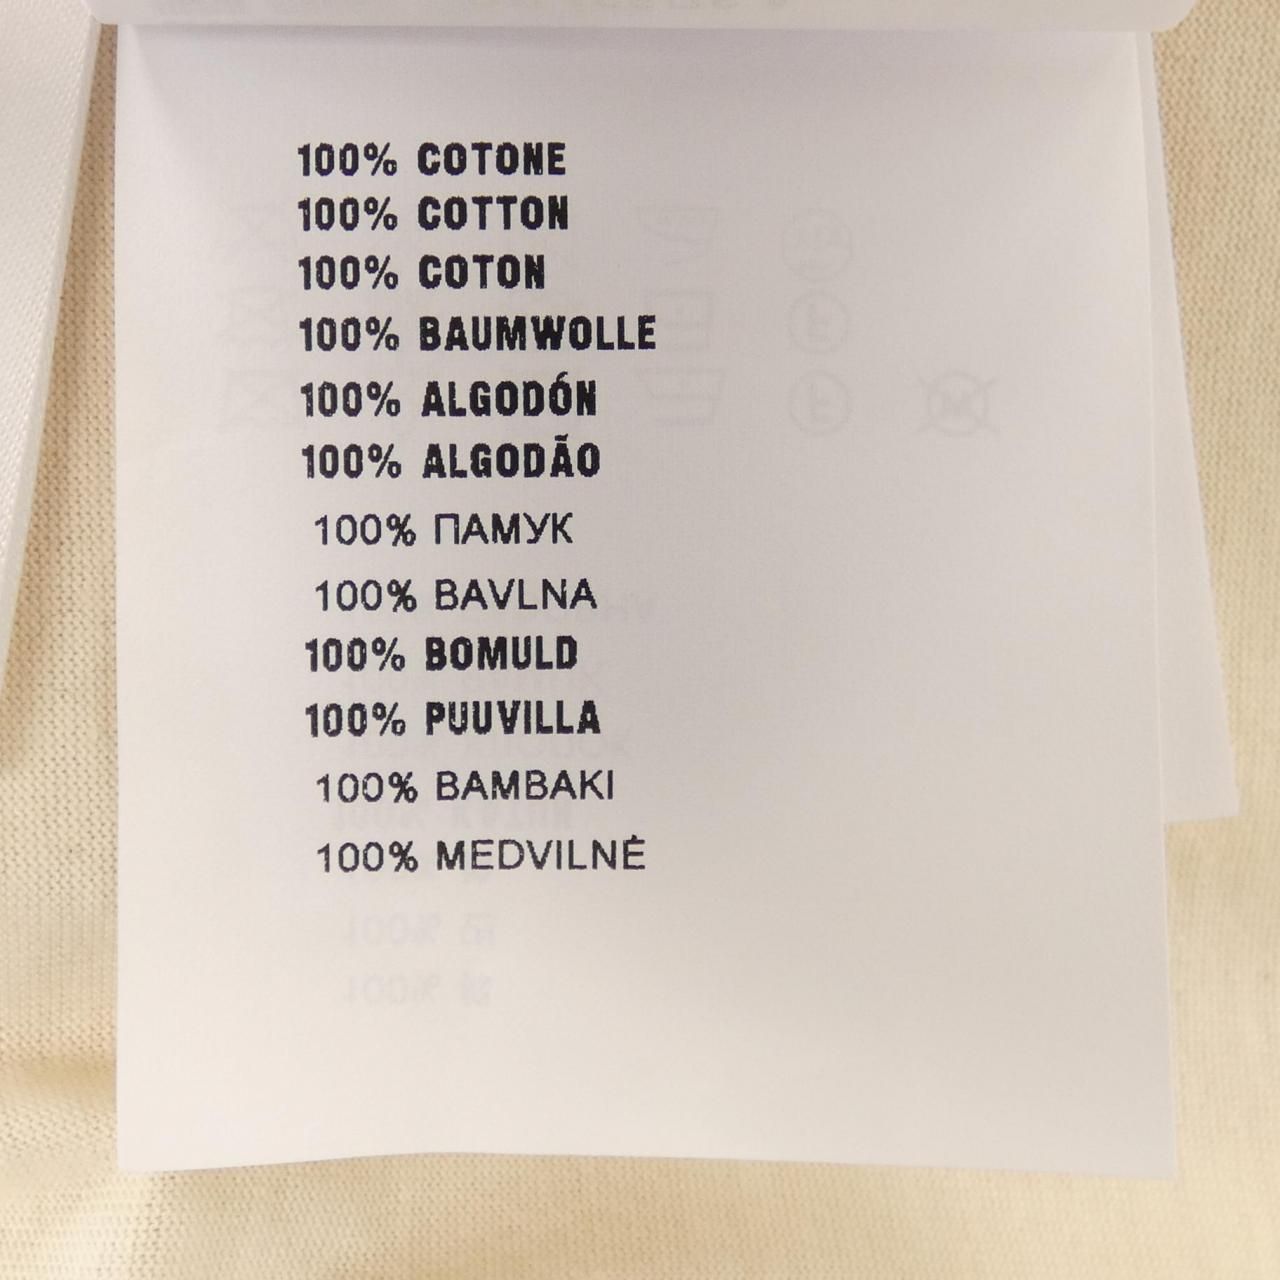 100% COTONE
100% COTTON
100% COTON
100% BAUMWOLLE
100% ALGODÓN
100% ALGODÃO
100% ПАМУК
100% BAVLNA
100% BOMULD
100% PUUVILLA
100% BAMBAKI
100% MEDVILNĖ